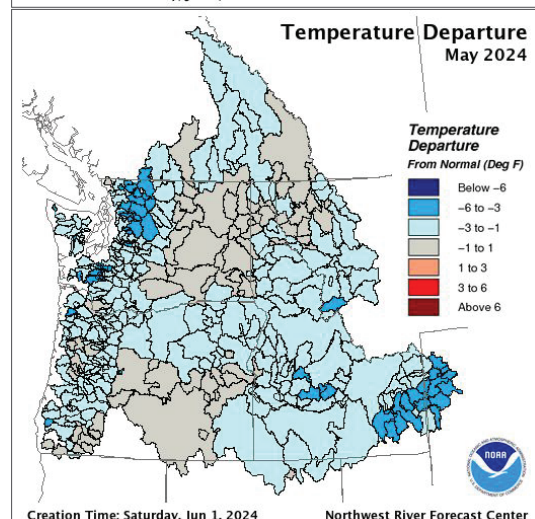 Temperature Departure
May 2024
Temperature
Departure
From Normal (Deg F)
Below -6
-6 to -3
-3 to -1
-1 to 1
1 to 3
3 to 6
Above 6
NOAA
Creation Time: Saturday, Jun 1, 2024
Northwest River Forecast Center